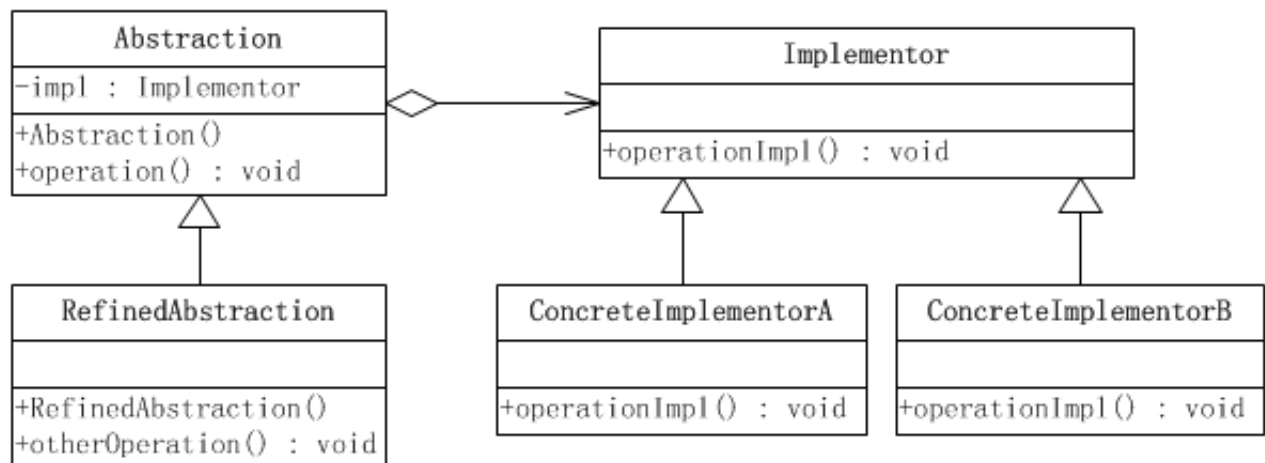 Abstraction
-impl : Implementor
+Abstraction()
+operation() : void
Implementor
+operationImpl() : void
RefinedAbstraction
+RefinedAbstraction()
+otherOperation() : void
ConcreteImplementorA
+operationImpl() : void
ConcreteImplementorB
+operationImpl() : void